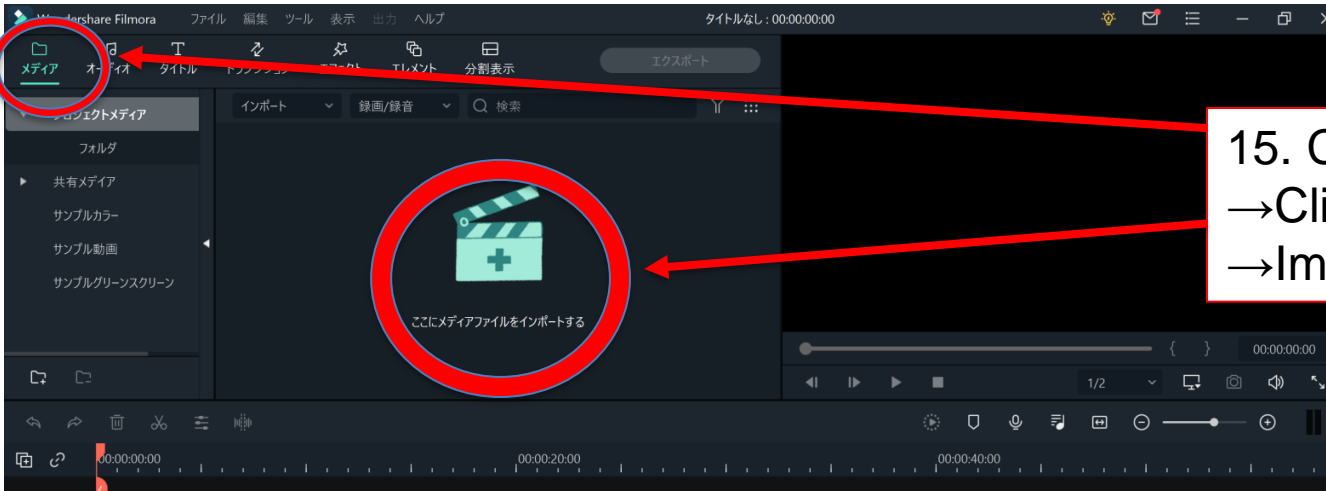 Wondershare Filmora ファイル 編集 ツール 表示 出力 ヘルプ タイトルなし : 00:00:00:00
メディア オーディオ タイトル トランジション エフェクト エレメント 分割表示 エクスポート
プロジェクトメディア
フォルダ
共有メディア
サンプルカラー
サンプル動画
サンプルグリーンスクリーン
インポート 録画/録音 検索
ここにメディアファイルをインポートする
15. C
→Cli
→Im
{ } 00:00:00:00
1/2
00:00:00:00 00:00:20:00 00:00:40:00